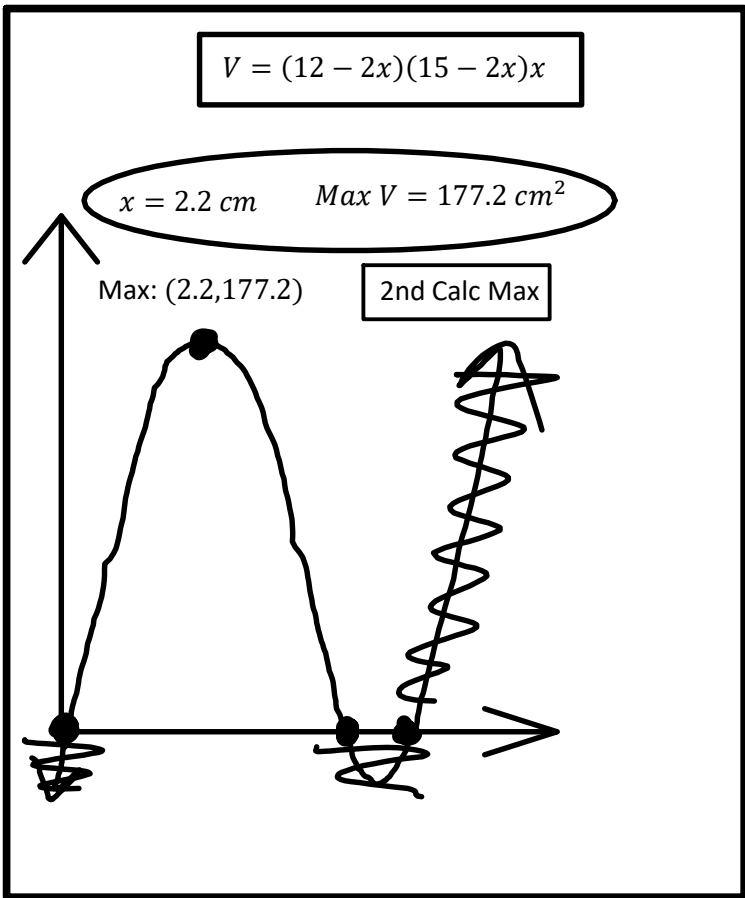 V = (12 − 2x)(15 − 2x)x
x = 2.2 cm Max V = 177.2 cm²
Max: (2.2,177.2) 2nd Calc Max